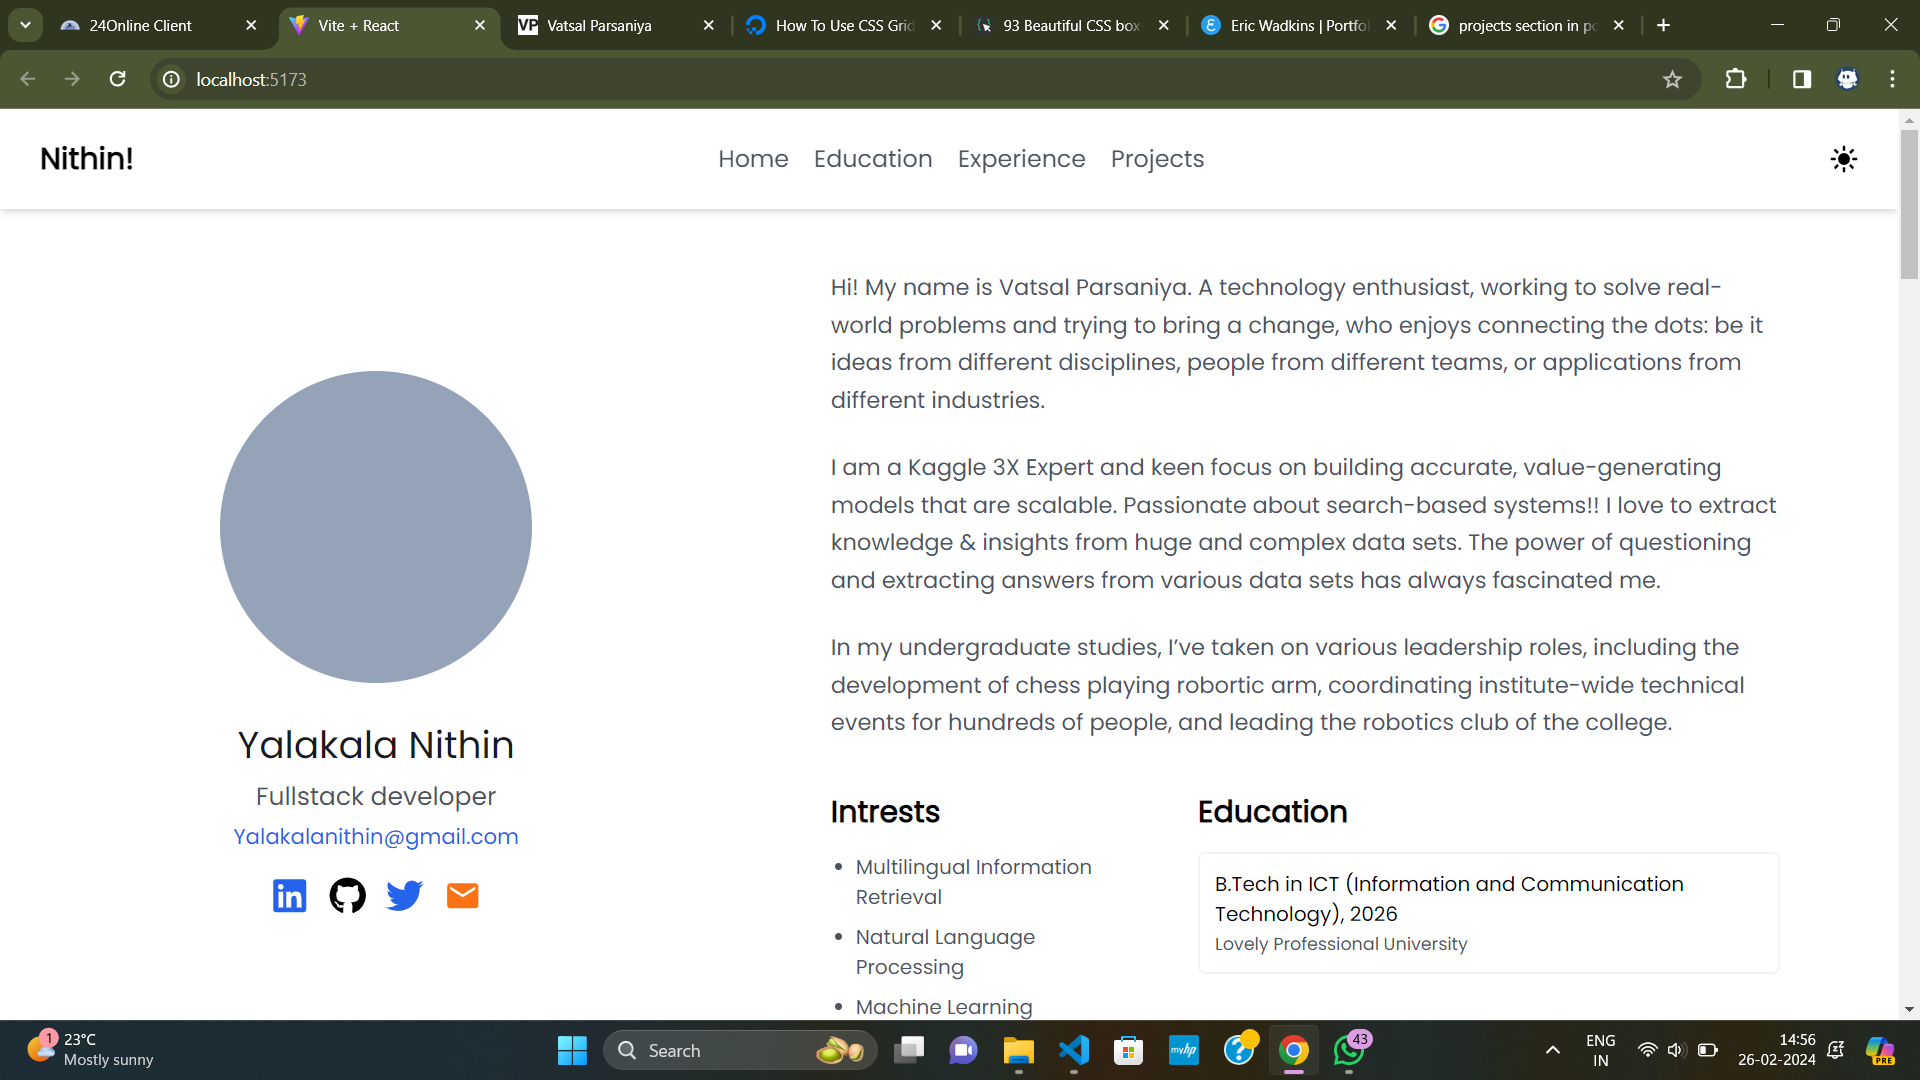 24Online Client
Vite + React
VP Vatsal Parsaniya
How To Use CSS Grid
93 Beautiful CSS box
Eric Wadkins | Portfol
projects section in po
localhost:5173
Nithin!
Home Education Experience Projects
Hi! My name is Vatsal Parsaniya. A technology enthusiast, working to solve real-
world problems and trying to bring a change, who enjoys connecting the dots: be it
ideas from different disciplines, people from different teams, or applications from
different industries.
I am a Kaggle 3X Expert and keen focus on building accurate, value-generating
models that are scalable. Passionate about search-based systems!! I love to extract
knowledge & insights from huge and complex data sets. The power of questioning
and extracting answers from various data sets has always fascinated me.
In my undergraduate studies, I’ve taken on various leadership roles, including the
development of chess playing robortic arm, coordinating institute-wide technical
events for hundreds of people, and leading the robotics club of the college.
Yalakala Nithin
Fullstack developer
Yalakalanithin@gmail.com
in
Intrests
Multilingual Information
Retrieval
Natural Language
Processing
Machine Learning
Education
B.Tech in ICT (Information and Communication
Technology), 2026
Lovely Professional University
1
23°C
Mostly sunny
Search
myhp
43
ENG
IN
14:56
26-02-2024
PRE